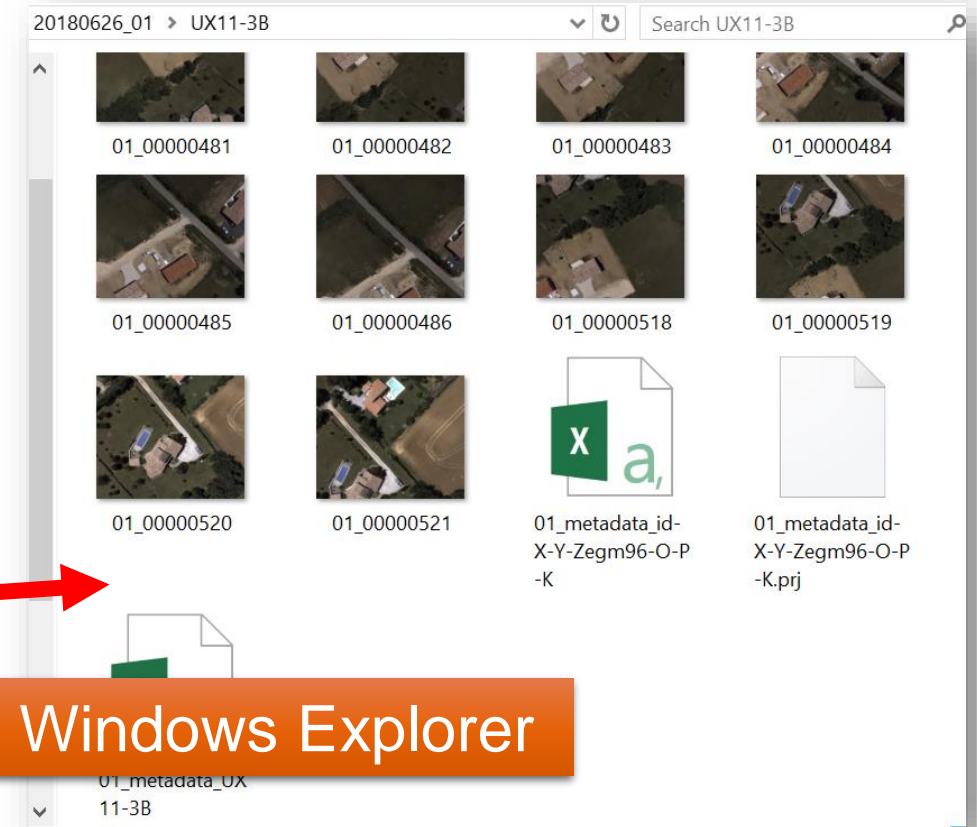 20180626_01 > UX11-3B
Search UX11-3B
01_00000481
01_00000482
01_00000483
01_00000484
01_00000485
01_00000486
01_00000518
01_00000519
01_00000520
01_00000521
01_metadata_id-
X-Y-Zegm96-O-P
-K
01_metadata_id-
X-Y-Zegm96-O-P
-K.prj
X a,
Windows Explorer
01_metadata_UX
11-3B